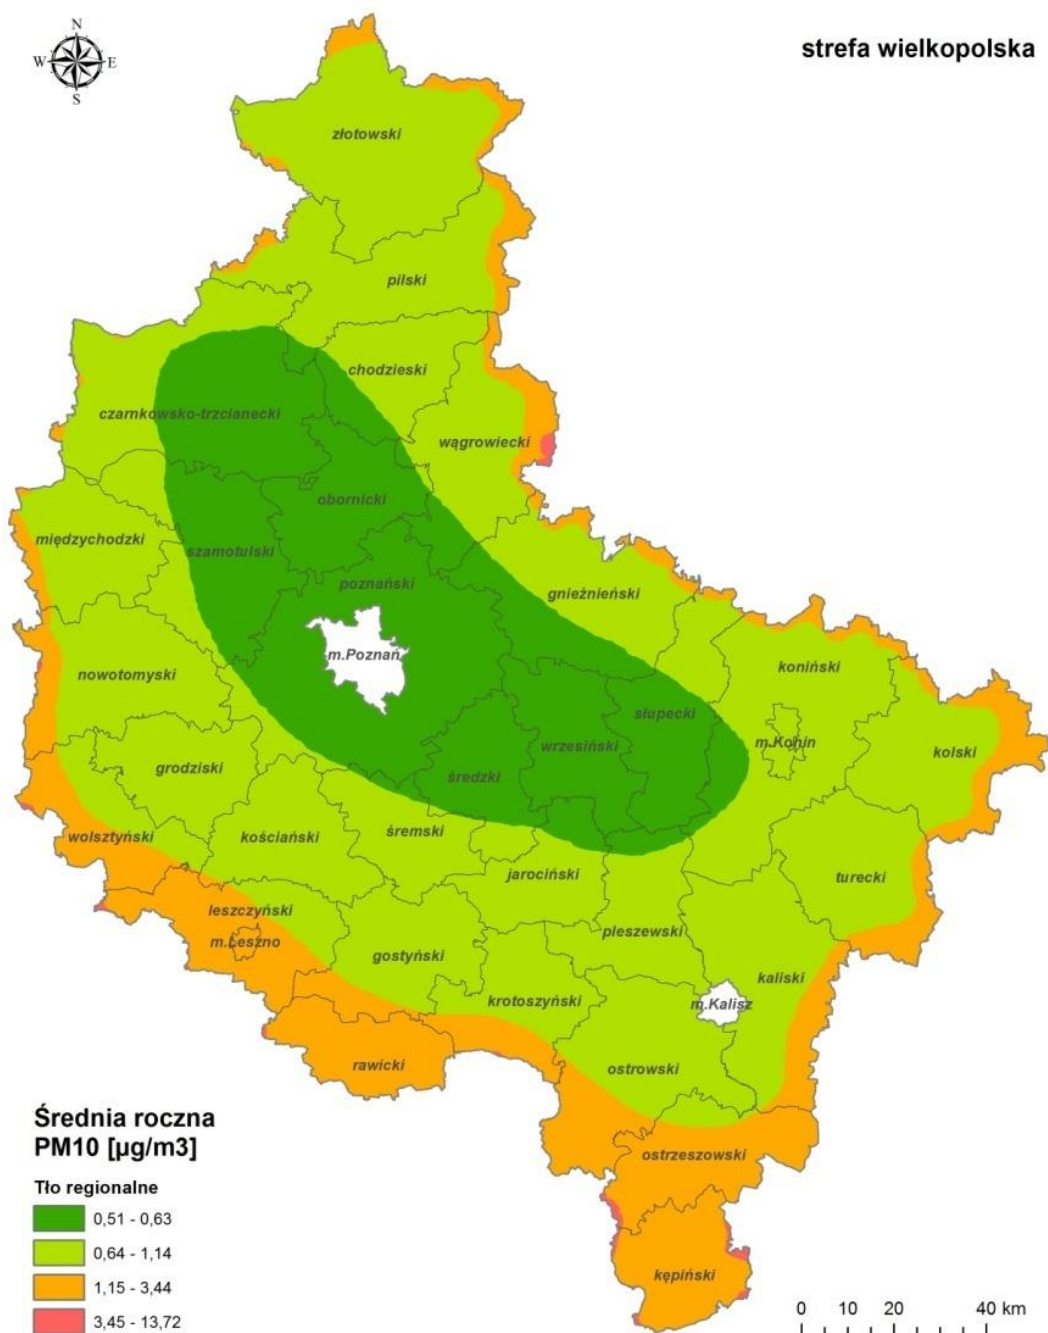 N
strefa wielkopolska
W
E
S
złotowski
pilski
chodzieski
czarnkowsko-trzcianecki
wągrowiecki
obornicki
międzychodzki
szamotulski
poznański
gnieźnieński
m.Poznań
koniński
nowotomyski
słupecki
wrzesiński
m.Konin
kolski
grodziski
średzki
śremski
wolsztyński
kościański
jarociński
turecki
leszczyński
pleszewski
m.Leszno
gostyński
kaliski
krotoszyński
m.Kalisz
rawicki
ostrowski
Średnia roczna
PM10 [µg/m3]
ostrzeszowski
Tło regionalne
0,51 - 0,63
0,64 - 1,14
kępiński
1,15 - 3,44
3,45 - 13,72
0 10 20 40 km